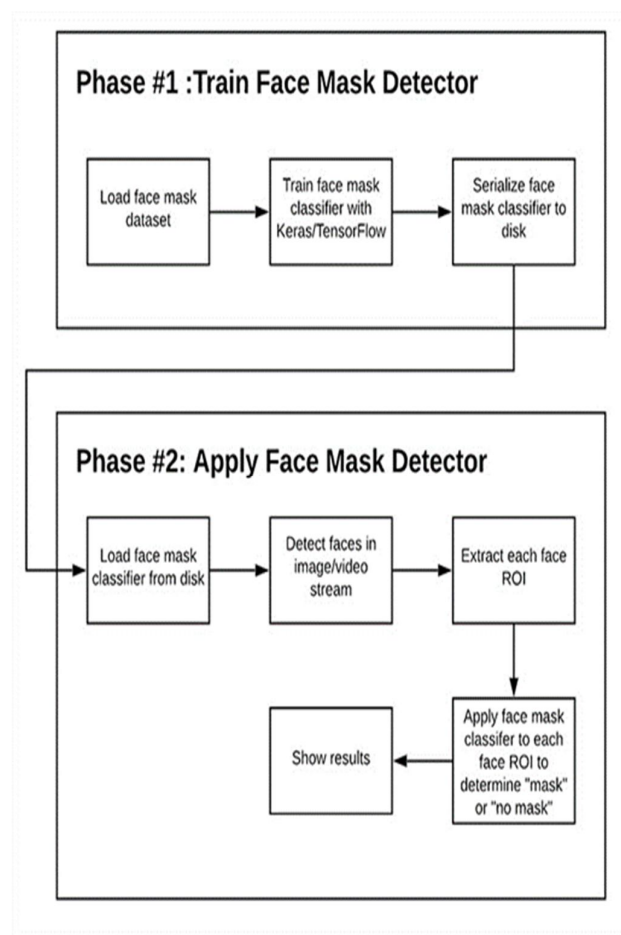 Phase #1 :Train Face Mask Detector
Load face mask
dataset
Train face mask
classifier with
Keras/TensorFlow
Serialize face
mask classifier to
disk
Phase #2: Apply Face Mask Detector
Load face mask
classifier from disk
Detect faces in
image/video
stream
Extract each face
ROI
Apply face mask
classifer to each
face ROI to
determine "mask"
or "no mask"
Show results